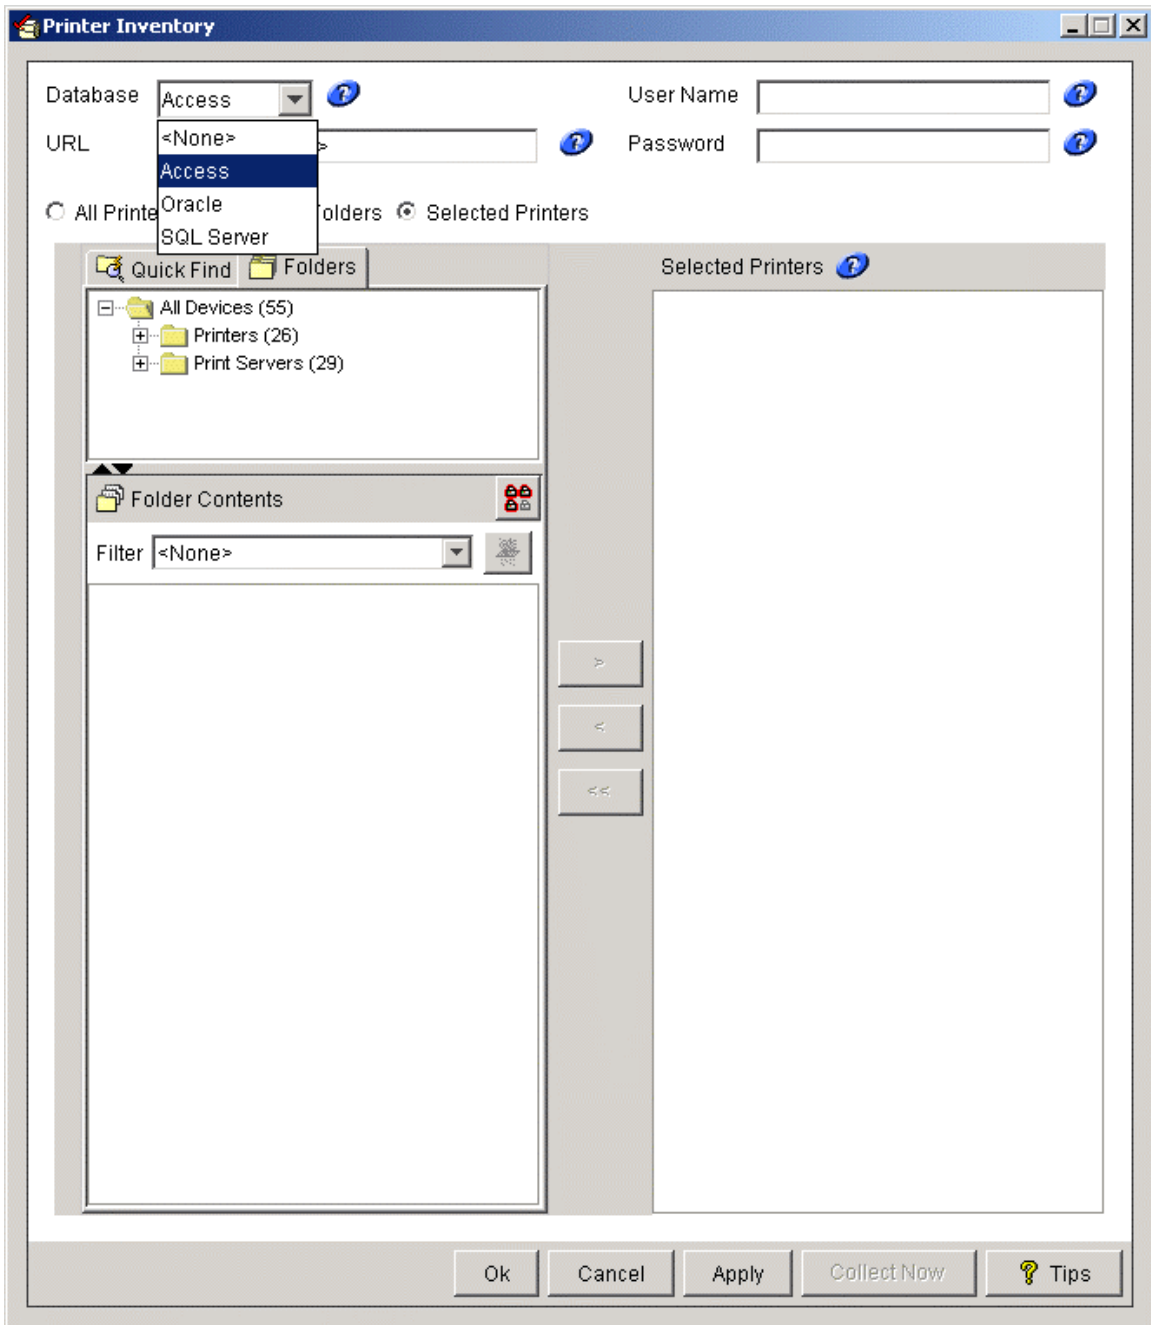 Printer Inventory
Database Access User Name
<None>
URL > Password
Access
Oracle
All Printe olders Selected Printers
SQL Server
Quick Find Folders Selected Printers
All Devices (55)
Printers (26)
Print Servers (29)
Folder Contents
Filter <None>
>
<
<<
Ok Cancel Apply Collect Now Tips